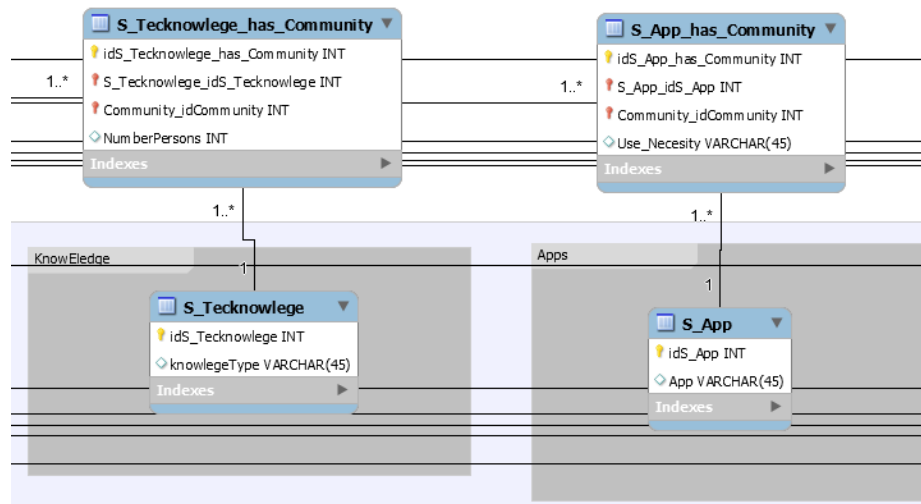 S_Tecknowlege_has_Community
idS_Tecknowlege_has_Community INT
S_Tecknowlege_idS_Tecknowlege INT
Community_idCommunity INT
NumberPersons INT
Indexes
1..*
1..*
S_App_has_Community
idS_App_has_Community INT
S_App_idS_App INT
Community_idCommunity INT
Use_Necesity VARCHAR(45)
Indexes
1..*
1..*
KnowEledge
1
S_Tecknowlege
idS_Tecknowlege INT
knowlegeType VARCHAR(45)
Indexes
Apps
1
S_App
idS_App INT
App VARCHAR(45)
Indexes